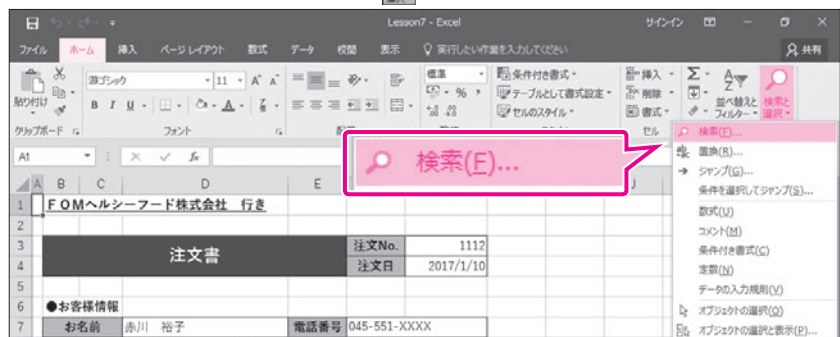 Lesson7 - Excel
サインイン
ファイル ホーム 挿入 ページレイアウト 数式 データ 校閲 表示 実行したい作業を入力してください 共有
貼り付け
游ゴシック 11 A A
B I U
A
標準
% ,
条件付き書式
テーブルとして書式設定
セルのスタイル
挿入
削除
書式
Σ
並べ替えと
フィルター
検索と
選択
クリップボード フォント セル
A1 fx
検索(F)...
置換(R)...
ジャンプ(G)...
条件を選択してジャンプ(S)...
数式(U)
コメント(M)
条件付き書式(C)
定数(N)
データの入力規則(V)
オブジェクトの選択(O)
オブジェクトの選択と表示(P)...
検索(F)...
A B C D E J
1 FOMヘルシーフード株式会社 行き
2
3 注文書 注文No. 1112
4 注文日 2017/1/10
5
6 ●お客様情報
7 お名前 赤川 裕子 電話番号 045-551-XXXX